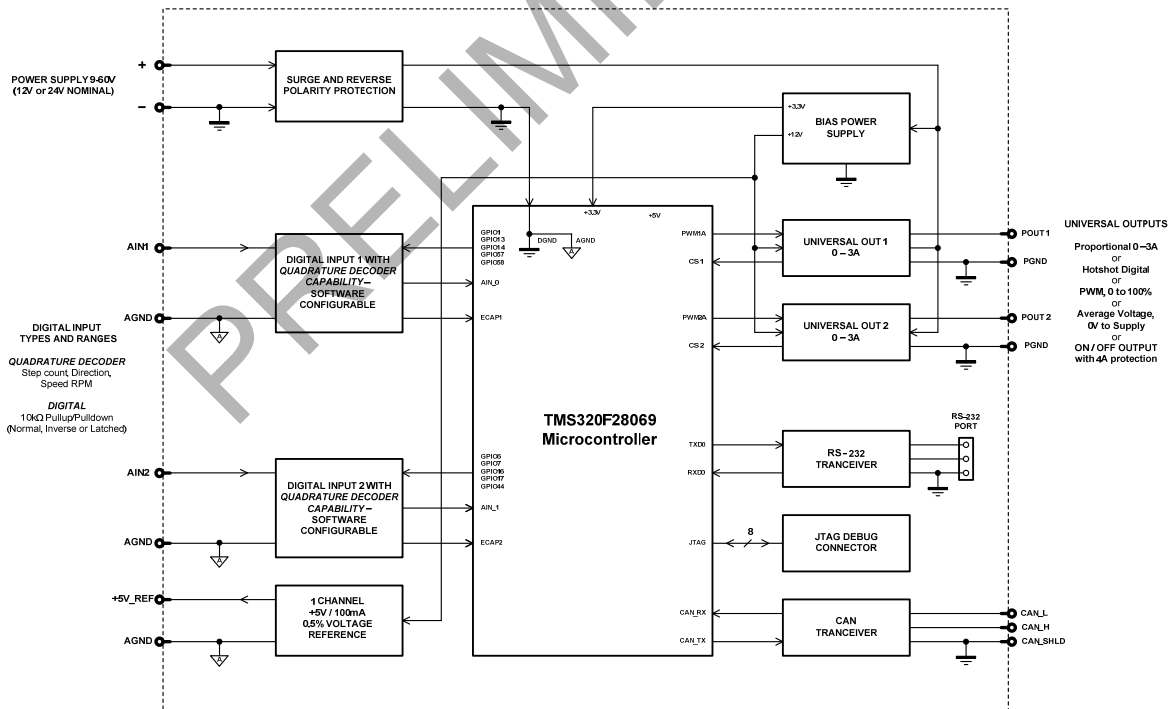 PRELIMI
POWER SUPPLY 9-60V
(12V or 24V NOMINAL)
+
-
SURGE AND REVERSE
POLARITY PROTECTION
+3.3V
+12V
BIAS POWER
SUPPLY
+3.3V
+5V
DGND
AGND
A
AIN1
AGND
A
DIGITAL INPUT 1 WITH
QUADRATURE DECODER
CAPABILITY –
SOFTWARE
CONFIGURABLE
GPIO1
GPIO13
GPIO14
GPIO57
GPIO58
AIN_0
ECAP1
DIGITAL INPUT
TYPES AND RANGES
QUADRATURE DECODER
Step count, Direction,
Speed RPM
DIGITAL
10kΩ Pullup/Pulldown
(Normal, Inverse or Latched)
AIN2
AGND
A
DIGITAL INPUT 2 WITH
QUADRATURE DECODER
CAPABILITY –
SOFTWARE
CONFIGURABLE
GPIO7
GPIO16
GPIO17
GPIO44
AIN_1
ECAP2
+5V_REF
AGND
A
1 CHANNEL
+5V / 100mA
0.5% VOLTAGE
REFERENCE
TMS320F28069
Microcontroller
PWM1A
CS1
UNIVERSAL OUT 1
0 – 3A
POUT 1
PGND
PWM2A
CS2
UNIVERSAL OUT 2
0 – 3A
POUT 2
PGND
UNIVERSAL OUTPUTS
Proportional 0 – 3A
or
Hotshot Digital
or
PWM, 0 to 100%
or
Average Voltage,
0V to Supply
or
ON / OFF OUTPUT
with 4A protection
TXD0
RXD0
RS – 232
TRANCEIVER
RS-232
PORT
JTAG
8
JTAG DEBUG
CONNECTOR
CAN_RX
CAN_TX
CAN
TRANCEIVER
CAN_L
CAN_H
CAN_SHLD